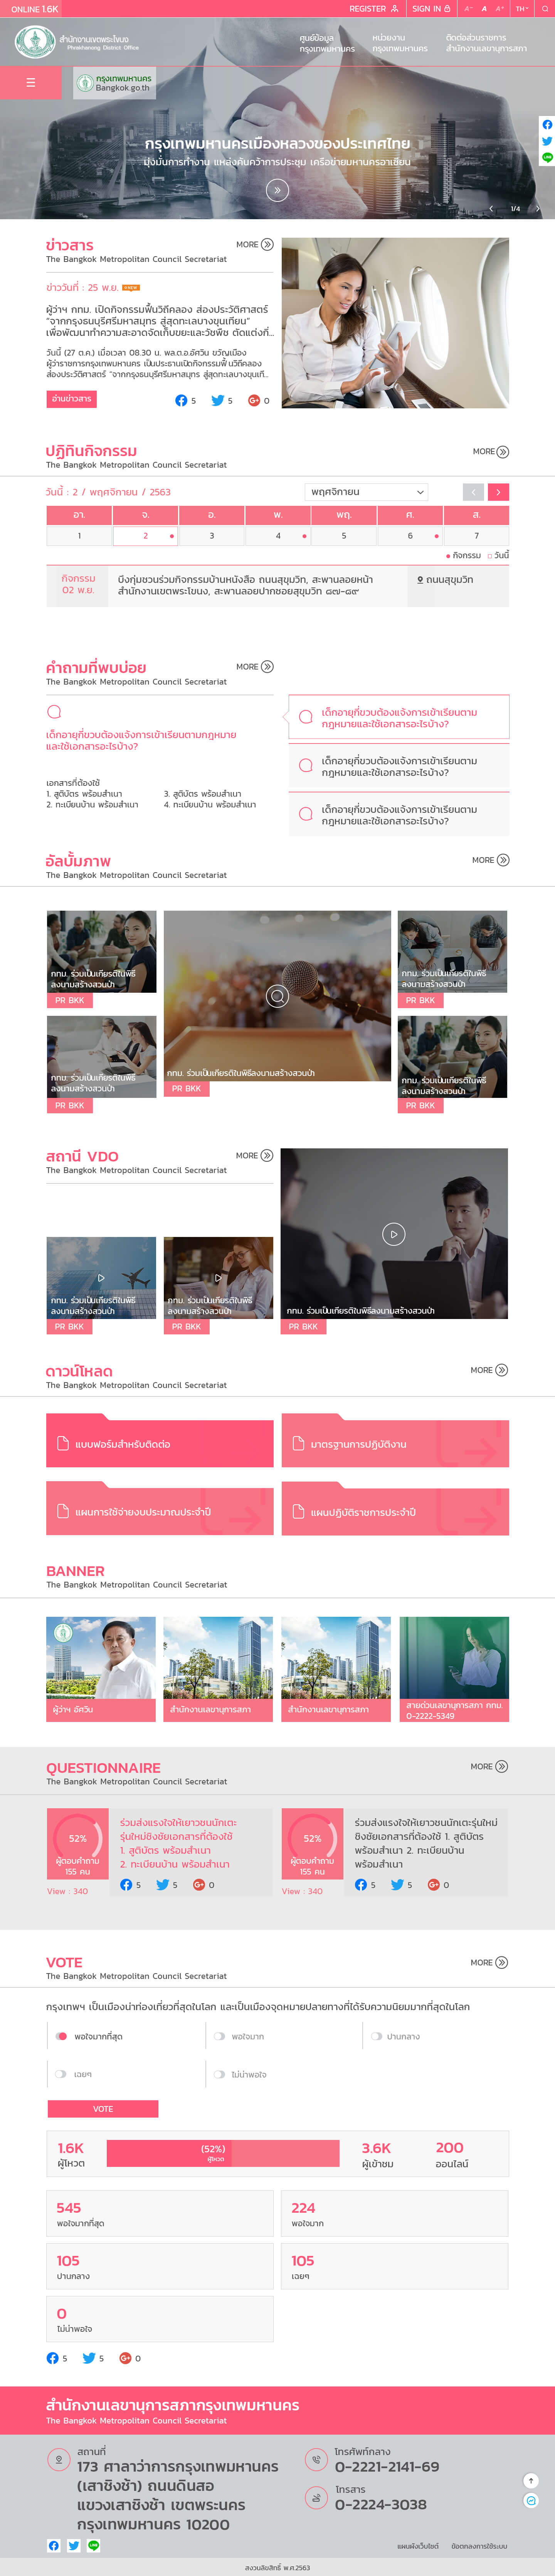 ONLINE 1.6K
REGISTER
SIGN IN
A⁻ A A⁺
TH
สำนักงานเขตพระโขนง
Phrakhanong District Office
ศูนย์ข้อมูล
กรุงเทพมหานคร
หน่วยงาน
กรุงเทพมหานคร
ติดต่อส่วนราชการ
สำนักงานเลขานุการสภา
กรุงเทพมหานคร
Bangkok.go.th
กรุงเทพมหานครเมืองหลวงของประเทศไทย
มุ่งมั่นการทำงาน แหล่งค้นคว้าการประชุม เครือข่ายมหานครอาเซียน
1/4
ข่าวสาร
The Bangkok Metropolitan Council Secretariat
MORE
ข่าววันที่ : 25 พ.ย.
ผู้ว่าฯ กทม. เปิดกิจกรรมฟื้นวิถีคลอง ส่องประวัติศาสตร์
“จากกรุงธนบุรีศรีมหาสมุทร สู่สุดทะเลบางขุนเทียน”
เพื่อพัฒนาทำความสะอาดจัดเก็บขยะและวัชพืช ตัดแต่งกิ่...
วันนี้ (27 ต.ค.) เมื่อเวลา 08.30 น. พล.ต.อ.อัศวิน ขวัญเมือง
ผู้ว่าราชการกรุงเทพมหานคร เป็นประธานเปิดกิจกรรมฟื้นวิถีคลอง
ส่องประวัติศาสตร์ “จากกรุงธนบุรีศรีมหาสมุทร สู่สุดทะเลบางขุนเที...
อ่านข่าวสาร
5
5
0
ปฏิทินกิจกรรม
The Bangkok Metropolitan Council Secretariat
MORE
วันนี้ : 2 / พฤศจิกายน / 2563
พฤศจิกายน
อา. จ. อ. พ. พฤ. ศ. ส.
1 2 3 4 5 6 7
กิจกรรม วันนี้
กิจกรรม
02 พ.ย.
บึงกุ่มชวนร่วมกิจกรรมบ้านหนังสือ ถนนสุขุมวิท, สะพานลอยหน้า
สำนักงานเขตพระโขนง, สะพานลอยปากซอยสุขุมวิท ๘๗-๘๙
ถนนสุขุมวิท
คำถามที่พบบ่อย
The Bangkok Metropolitan Council Secretariat
MORE
เด็กอายุกี่ขวบต้องแจ้งการเข้าเรียนตามกฎหมาย
และใช้เอกสารอะไรบ้าง?
เอกสารที่ต้องใช้
1. สูติบัตร พร้อมสำเนา
2. ทะเบียนบ้าน พร้อมสำเนา
3. สูติบัตร พร้อมสำเนา
4. ทะเบียนบ้าน พร้อมสำเนา
เด็กอายุกี่ขวบต้องแจ้งการเข้าเรียนตาม
กฎหมายและใช้เอกสารอะไรบ้าง?
เด็กอายุกี่ขวบต้องแจ้งการเข้าเรียนตาม
กฎหมายและใช้เอกสารอะไรบ้าง?
เด็กอายุกี่ขวบต้องแจ้งการเข้าเรียนตาม
กฎหมายและใช้เอกสารอะไรบ้าง?
อัลบั้มภาพ
The Bangkok Metropolitan Council Secretariat
MORE
กทม. ร่วมเป็นเกียรติในพิธี
ลงนามสร้างสวนป่า
PR BKK
กทม. ร่วมเป็นเกียรติในพิธี
ลงนามสร้างสวนป่า
PR BKK
กทม. ร่วมเป็นเกียรติในพิธีลงนามสร้างสวนป่า
PR BKK
กทม. ร่วมเป็นเกียรติในพิธี
ลงนามสร้างสวนป่า
PR BKK
กทม. ร่วมเป็นเกียรติในพิธี
ลงนามสร้างสวนป่า
PR BKK
สถานี VDO
The Bangkok Metropolitan Council Secretariat
MORE
กทม. ร่วมเป็นเกียรติในพิธี
ลงนามสร้างสวนป่า
PR BKK
กทม. ร่วมเป็นเกียรติในพิธี
ลงนามสร้างสวนป่า
PR BKK
กทม. ร่วมเป็นเกียรติในพิธีลงนามสร้างสวนป่า
PR BKK
ดาวน์โหลด
The Bangkok Metropolitan Council Secretariat
MORE
แบบฟอร์มสำหรับติดต่อ
มาตรฐานการปฏิบัติงาน
แผนการใช้จ่ายงบประมาณประจำปี
แผนปฏิบัติราชการประจำปี
BANNER
The Bangkok Metropolitan Council Secretariat
ผู้ว่าฯ อัศวิน
สำนักงานเลขานุการสภา
สำนักงานเลขานุการสภา
สายด่วนเลขานุการสภา กทม.
0-2222-5349
QUESTIONNAIRE
The Bangkok Metropolitan Council Secretariat
MORE
52%
ผู้ตอบคำถาม
155 คน
View : 340
ร่วมส่งแรงใจให้เยาวชนนักเตะ
รุ่นใหม่ชิงชัยเอกสารที่ต้องใช้
1. สูติบัตร พร้อมสำเนา
2. ทะเบียนบ้าน พร้อมสำเนา
5
5
0
52%
ผู้ตอบคำถาม
155 คน
View : 340
ร่วมส่งแรงใจให้เยาวชนนักเตะรุ่นใหม่
ชิงชัยเอกสารที่ต้องใช้ 1. สูติบัตร
พร้อมสำเนา 2. ทะเบียนบ้าน
พร้อมสำเนา
5
5
0
VOTE
The Bangkok Metropolitan Council Secretariat
MORE
กรุงเทพฯ เป็นเมืองน่าท่องเที่ยวที่สุดในโลก และเป็นเมืองจุดหมายปลายทางที่ได้รับความนิยมมากที่สุดในโลก
พอใจมากที่สุด
พอใจมาก
ปานกลาง
เฉยๆ
ไม่น่าพอใจ
VOTE
1.6K
ผู้โหวต
(52%)
ผู้โหวต
3.6K
ผู้เข้าชม
200
ออนไลน์
545
พอใจมากที่สุด
224
พอใจมาก
105
ปานกลาง
105
เฉยๆ
0
ไม่น่าพอใจ
5
5
0
สำนักงานเลขานุการสภากรุงเทพมหานคร
The Bangkok Metropolitan Council Secretariat
สถานที่
173 ศาลาว่าการกรุงเทพมหานคร
(เสาชิงช้า) ถนนดินสอ
แขวงเสาชิงช้า เขตพระนคร
กรุงเทพมหานคร 10200
โทรศัพท์กลาง
0-2221-2141-69
โทรสาร
0-2224-3038
แผนผังเว็บไซต์
ข้อตกลงการใช้ระบบ
สงวนลิขสิทธิ์ พ.ศ.2563